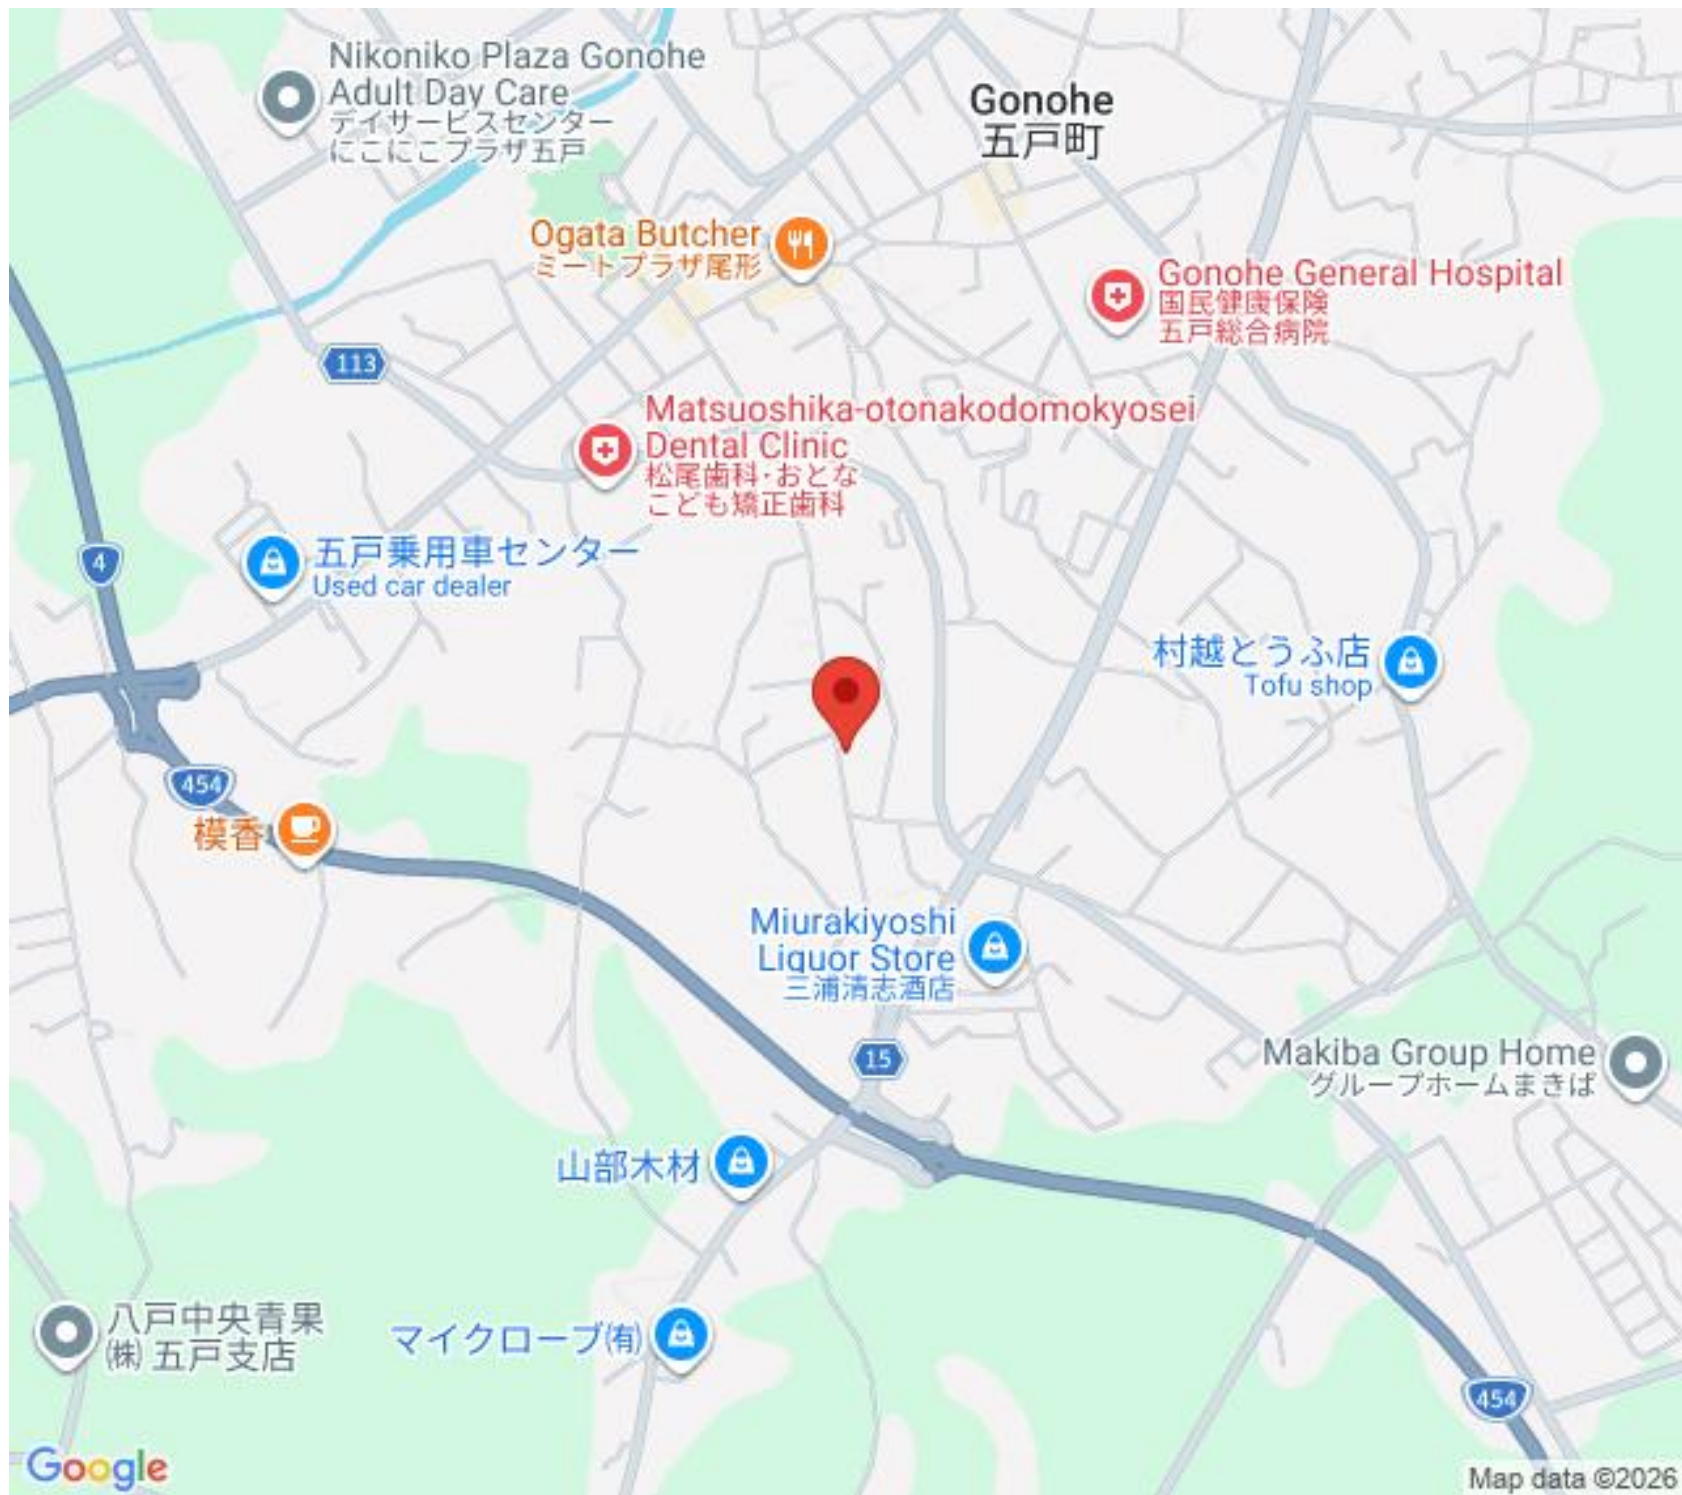 Nikoniko Plaza Gonohe
Adult Day Care
デイサービスセンター
にこにこプラザ五戸
Gonohe
五戸町
Ogata Butcher
ミートプラザ尾形
Gonohe General Hospital
国民健康保険
五戸総合病院
113
Matsuoshika-otonakodomokyosei
Dental Clinic
松尾歯科・おとな
こども矯正歯科
4
五戸乗用車センター
Used car dealer
村越とうふ店
Tofu shop
454
模香
Miurakiyoshi
Liquor Store
三浦清志酒店
15
Makiba Group Home
グループホームまきば
山部木材
八戸中央青果
㈱ 五戸支店
マイクローブ㈲
454
Google
Map data ©2026